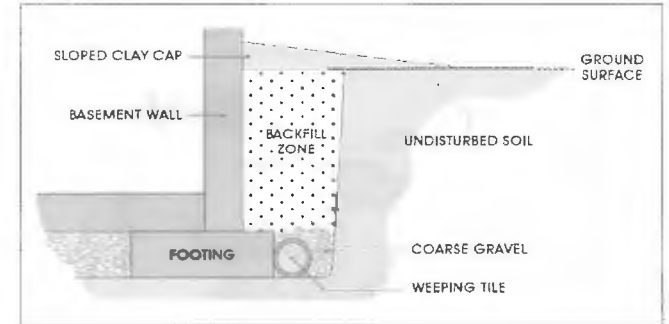 SLOPED CLAY CAP
GROUND
SURFACE
BASEMENT WALL
BACKFILL
ZONE
UNDISTURBED SOIL
FOOTING
COARSE GRAVEL
WEEPING TILE